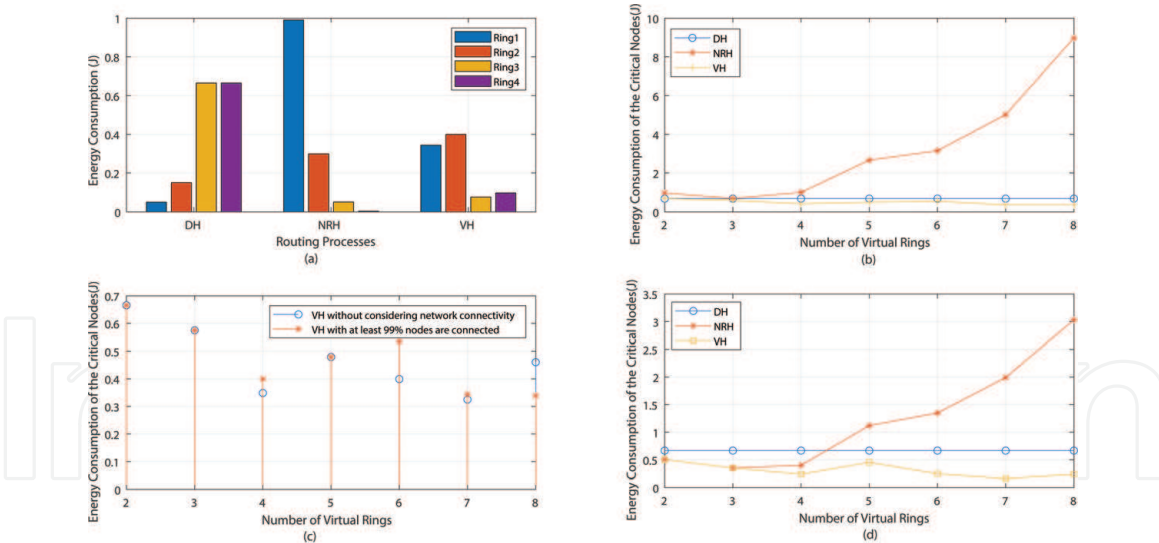 Energy Consumption (J)
1
0.8
0.6
0.4
0.2
0
Ring1
Ring2
Ring3
Ring4
DH
NRH
VH
Routing Processes
(a)
Energy Consumption of the Critical Nodes(J)
10
8
6
4
2
0
DH
NRH
VH
2 3 4 5 6 7 8
Number of Virtual Rings
(b)
Energy Consumption of the Critical Nodes(J)
0.7
0.6
0.5
0.4
0.3
0.2
0.1
0
VH without considering network connectivity
VH with at least 99% nodes are connected
2 3 4 5 6 7 8
Number of Virtual Rings
(c)
Energy Consumption of the Critical Nodes(J)
3.5
3
2.5
2
1.5
1
0.5
0
DH
NRH
VH
2 3 4 5 6 7 8
Number of Virtual Rings
(d)